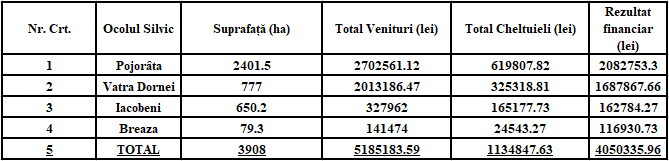 Nr. Crt. Ocolul Silvic Suprafață (ha) Total Venituri (lei) Total Cheltuieli (lei) Rezultat financiar (lei)
1 Pojorâta 2401.5 2702561.12 619807.82 2082753.3
2 Vatra Dornei 777 2013186.47 325318.81 1687867.66
3 Iacobeni 650.2 327962 165177.73 162784.27
4 Breaza 79.3 141474 24543.27 116930.73
5 TOTAL 3908 5185183.59 1134847.63 4050335.96